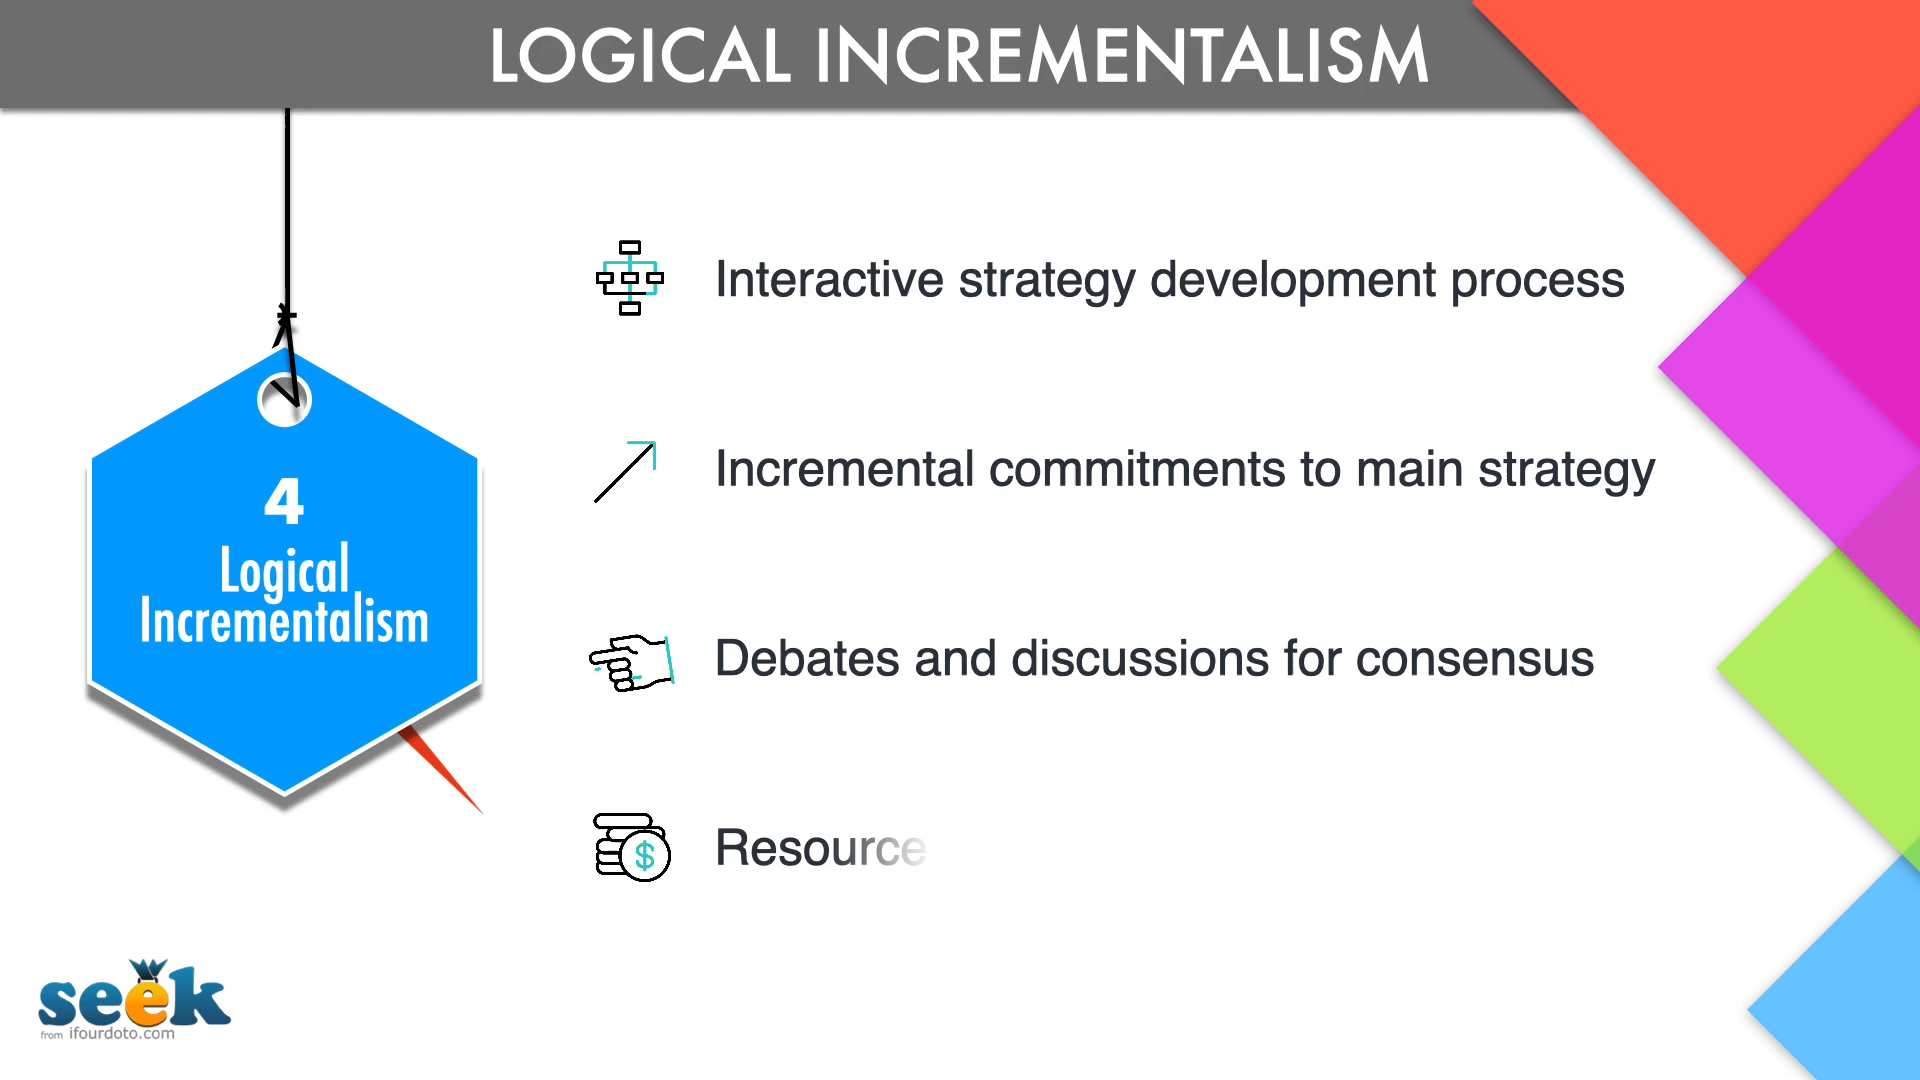 LOGICAL INCREMENTALISM
Interactive strategy development process
Incremental commitments to main strategy
Debates and discussions for consensus
Resource
4
Logical
Incrementalism
$
seek
from ifourdoto.com